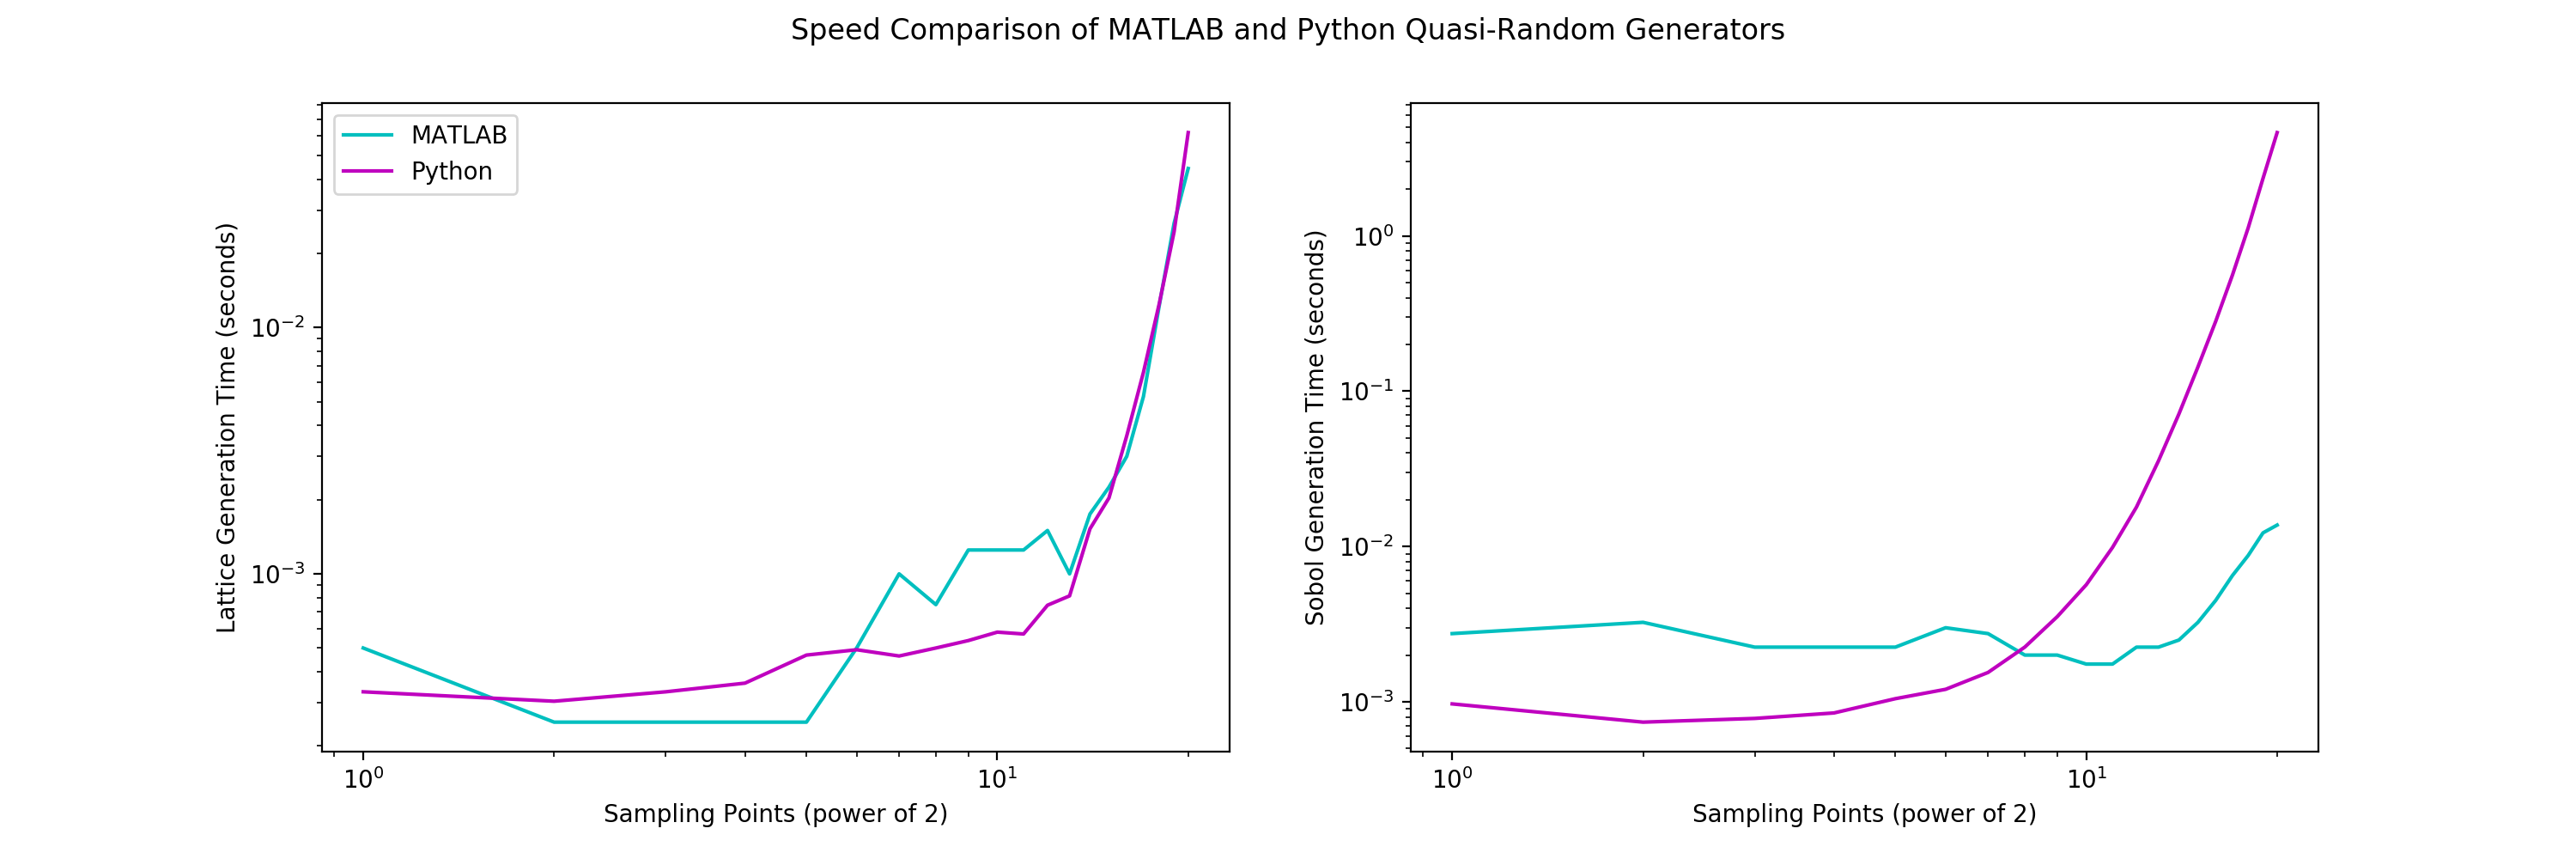 Speed Comparison of MATLAB and Python Quasi-Random Generators
MATLAB
Python
Lattice Generation Time (seconds)
10⁻²
10⁻³
10⁰
10¹
Sampling Points (power of 2)
Sobol Generation Time (seconds)
10⁰
10⁻¹
10⁻²
10⁻³
10⁰
10¹
Sampling Points (power of 2)